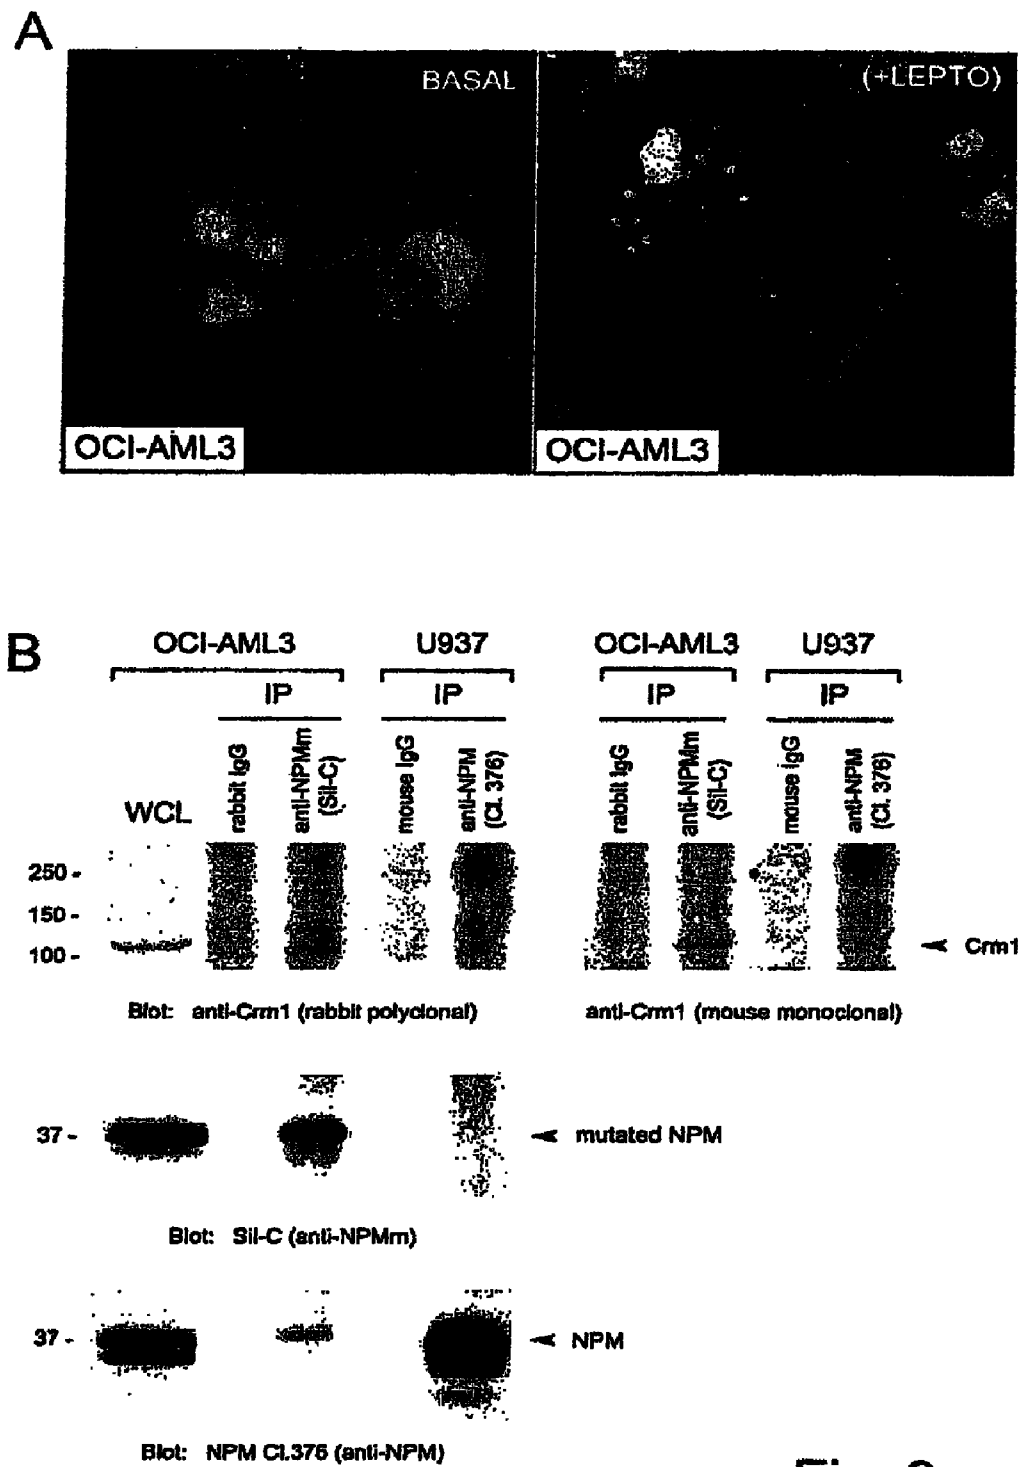 A
BASAL
(+LEPTO)
OCI-AML3
OCI-AML3
B
OCI-AML3
U937
OCI-AML3
U937
IP
IP
IP
IP
WCL
rabbit IgG
anti-NPMm
(Sil-C)
mouse IgG
anti-NPM
(Cl. 376)
rabbit IgG
anti-NPMm
(Sil-C)
mouse IgG
anti-NPM
(Cl. 376)
250 -
150 -
100 -
Crm1
Blot: anti-Crm1 (rabbit polyclonal)
anti-Crm1 (mouse monoclonal)
37 -
mutated NPM
Blot: Sil-C (anti-NPMm)
37 -
NPM
Blot: NPM Cl.376 (anti-NPM)